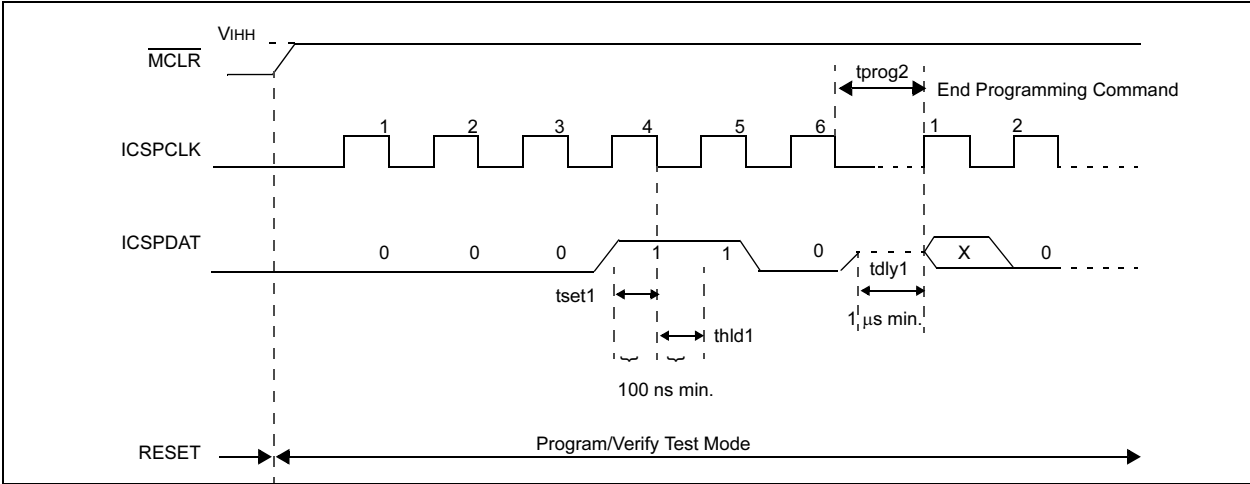 VIHH
MCLR
tprog2
End Programming Command
1 2 3 4 5 6 1 2
ICSPCLK
ICSPDAT
0 0 0 1 1 0 X 0
tdly1
tset1
1 µs min.
thld1
100 ns min.
Program/Verify Test Mode
RESET